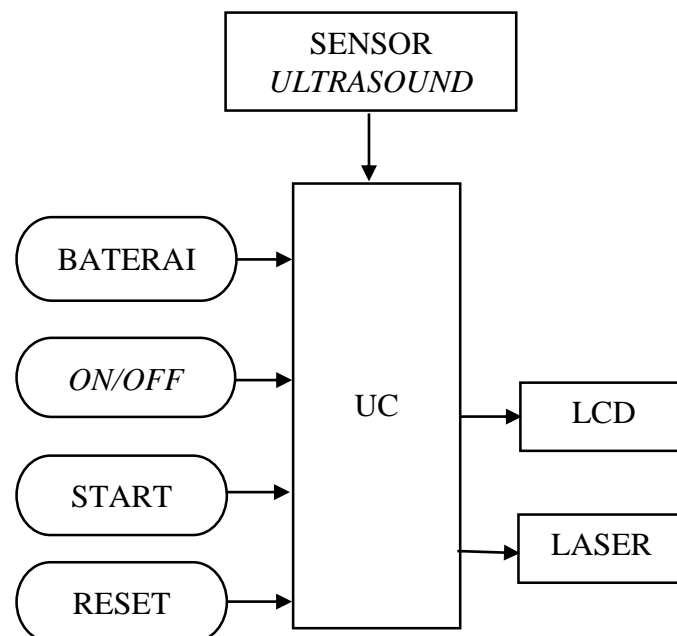 SENSOR
ULTRASOUND
BATERAI
ON/OFF
UC
LCD
START
LASER
RESET